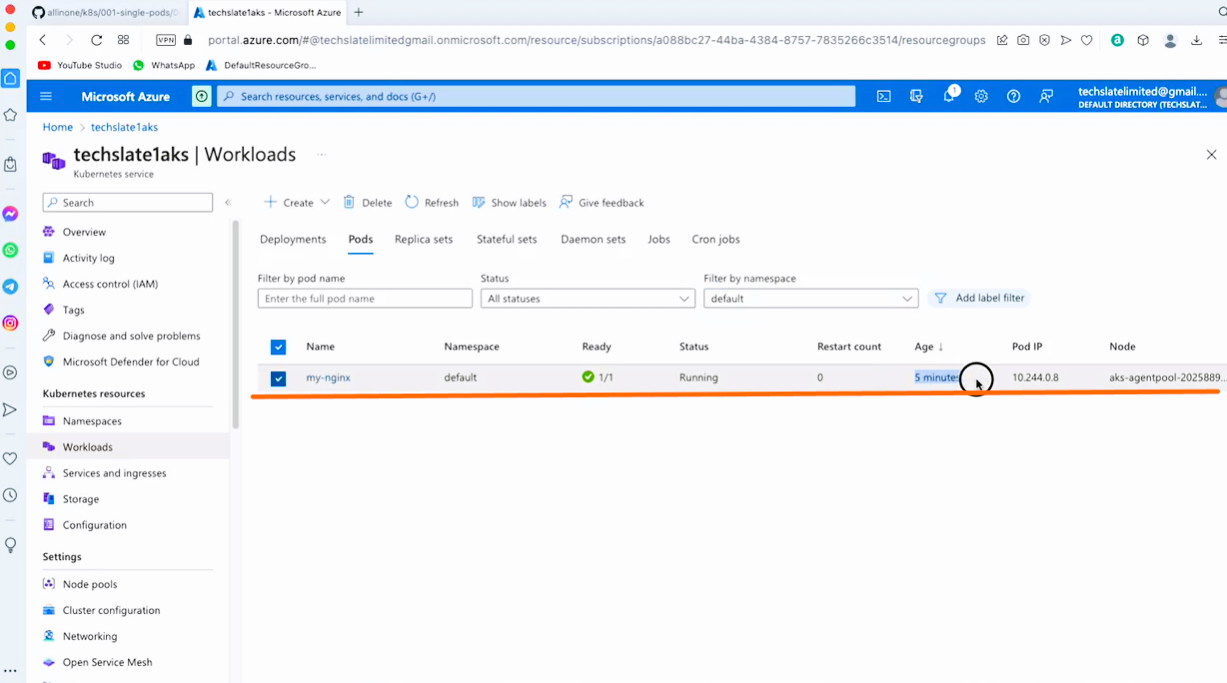 allinone/k8s/001-single-pods/
techslate1aks - Microsoft Azure
VPN
portal.azure.com/#@techslatelimitedgmail.onmicrosoft.com/resource/subscriptions/a088bc27-44ba-4384-8757-7835266c3514/resourcegroups
YouTube Studio
WhatsApp
DefaultResourceGro...
Microsoft Azure
Search resources, services, and docs (G+/)
1
techslatelimited@gmail....
DEFAULT DIRECTORY (TECHSLAT...
Home > techslate1aks
techslate1aks | Workloads ...
Kubernetes service
Search
«
Create
Delete
Refresh
Show labels
Give feedback
Overview
Activity log
Access control (IAM)
Tags
Diagnose and solve problems
Microsoft Defender for Cloud
Kubernetes resources
Namespaces
Workloads
Services and ingresses
Storage
Configuration
Settings
Node pools
Cluster configuration
Networking
Open Service Mesh
Deployments Pods Replica sets Stateful sets Daemon sets Jobs Cron jobs
Filter by pod name Status Filter by namespace
Enter the full pod name All statuses default Add label filter
Name Namespace Ready Status Restart count Age ↓ Pod IP Node
my-nginx default 1/1 Running 0 5 minutes 10.244.0.8 aks-agentpool-2025889...